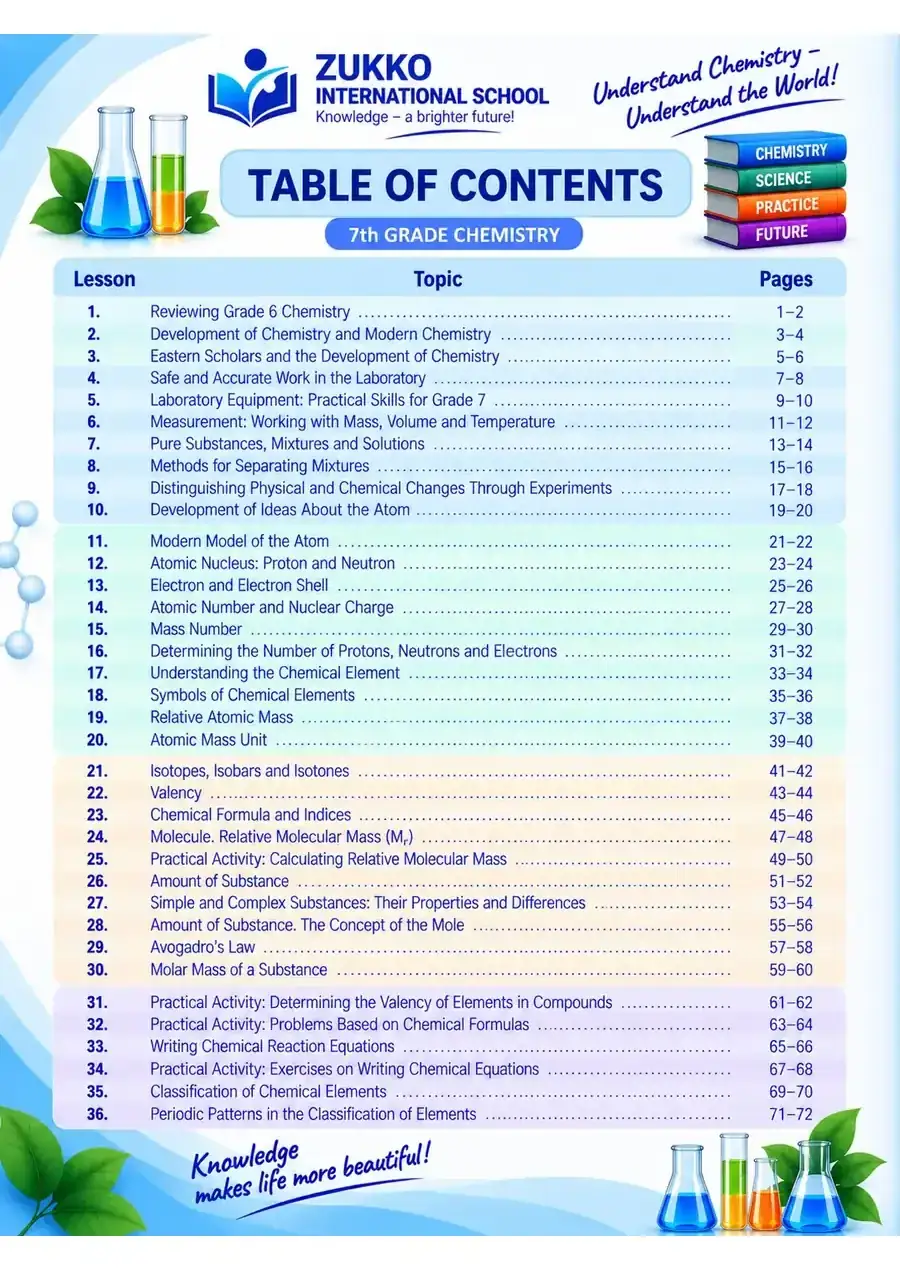 ZUKKO
INTERNATIONAL SCHOOL
Knowledge – a brighter future!
Understand Chemistry –
Understand the World!
CHEMISTRY
SCIENCE
PRACTICE
FUTURE
TABLE OF CONTENTS
7th GRADE CHEMISTRY
Lesson Topic Pages
1. Reviewing Grade 6 Chemistry 1–2
2. Development of Chemistry and Modern Chemistry 3–4
3. Eastern Scholars and the Development of Chemistry 5–6
4. Safe and Accurate Work in the Laboratory 7–8
5. Laboratory Equipment: Practical Skills for Grade 7 9–10
6. Measurement: Working with Mass, Volume and Temperature 11–12
7. Pure Substances, Mixtures and Solutions 13–14
8. Methods for Separating Mixtures 15–16
9. Distinguishing Physical and Chemical Changes Through Experiments 17–18
10. Development of Ideas About the Atom 19–20
11. Modern Model of the Atom 21–22
12. Atomic Nucleus: Proton and Neutron 23–24
13. Electron and Electron Shell 25–26
14. Atomic Number and Nuclear Charge 27–28
15. Mass Number 29–30
16. Determining the Number of Protons, Neutrons and Electrons 31–32
17. Understanding the Chemical Element 33–34
18. Symbols of Chemical Elements 35–36
19. Relative Atomic Mass 37–38
20. Atomic Mass Unit 39–40
21. Isotopes, Isobars and Isotones 41–42
22. Valency 43–44
23. Chemical Formula and Indices 45–46
24. Molecule. Relative Molecular Mass (Mᵣ) 47–48
25. Practical Activity: Calculating Relative Molecular Mass 49–50
26. Amount of Substance 51–52
27. Simple and Complex Substances: Their Properties and Differences 53–54
28. Amount of Substance. The Concept of the Mole 55–56
29. Avogadro's Law 57–58
30. Molar Mass of a Substance 59–60
31. Practical Activity: Determining the Valency of Elements in Compounds 61–62
32. Practical Activity: Problems Based on Chemical Formulas 63–64
33. Writing Chemical Reaction Equations 65–66
34. Practical Activity: Exercises on Writing Chemical Equations 67–68
35. Classification of Chemical Elements 69–70
36. Periodic Patterns in the Classification of Elements 71–72
Knowledge
makes life more beautiful!